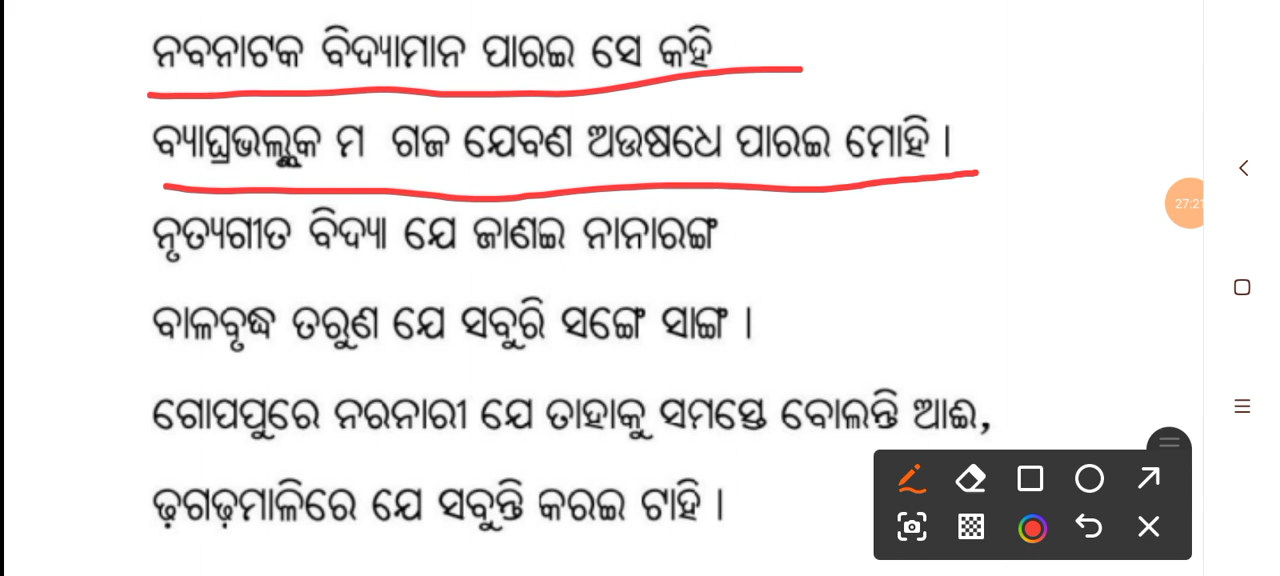 ନବନାଟକ ବିଦ୍ୟାମାନ ପାରଇ ସେ କହି
ବ୍ୟାଘ୍ରଭଲ୍ଲୁକ ମ ଗଜ ଯେବଣ ଅଉଷଧେ ପାରଇ ମୋହି ।
ନୃତ୍ୟଗୀତ ବିଦ୍ୟା ଯେ ଜାଣଇ ନାନାରଙ୍ଗ
ବାଳବୃଦ୍ଧ ତରୁଣ ଯେ ସବୁରି ସଙ୍ଗେ ସାଙ୍ଗ ।
ଗୋପପୁରେ ନରନାରୀ ଯେ ତାହାକୁ ସମସ୍ତେ ବୋଲନ୍ତି ଆଈ,
ଢ଼ଗଢ଼ମାଳିରେ ଯେ ସବୁନ୍ତି କରଇ ଟାହି ।